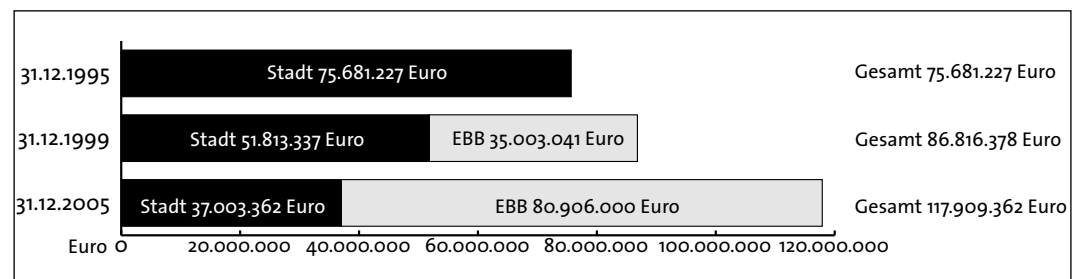 31.12.1995 Stadt 75.681.227 Euro Gesamt 75.681.227 Euro
31.12.1999 Stadt 51.813.337 Euro EBB 35.003.041 Euro Gesamt 86.816.378 Euro
31.12.2005 Stadt 37.003.362 Euro EBB 80.906.000 Euro Gesamt 117.909.362 Euro
Euro 0 20.000.000 40.000.000 60.000.000 80.000.000 100.000.000 120.000.000